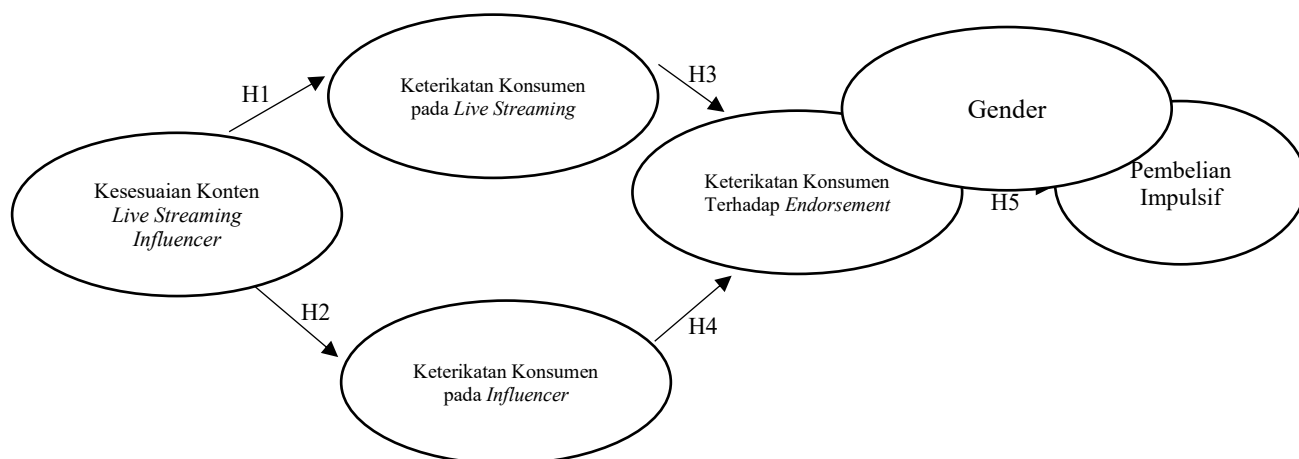 H1
Keterikatan Konsumen
pada Live Streaming
H3
Gender
Kesesuaian Konten
Live Streaming
Influencer
Keterikatan Konsumen
Terhadap Endorsement
H5
Pembelian
Impulsif
H2
Keterikatan Konsumen
pada Influencer
H4